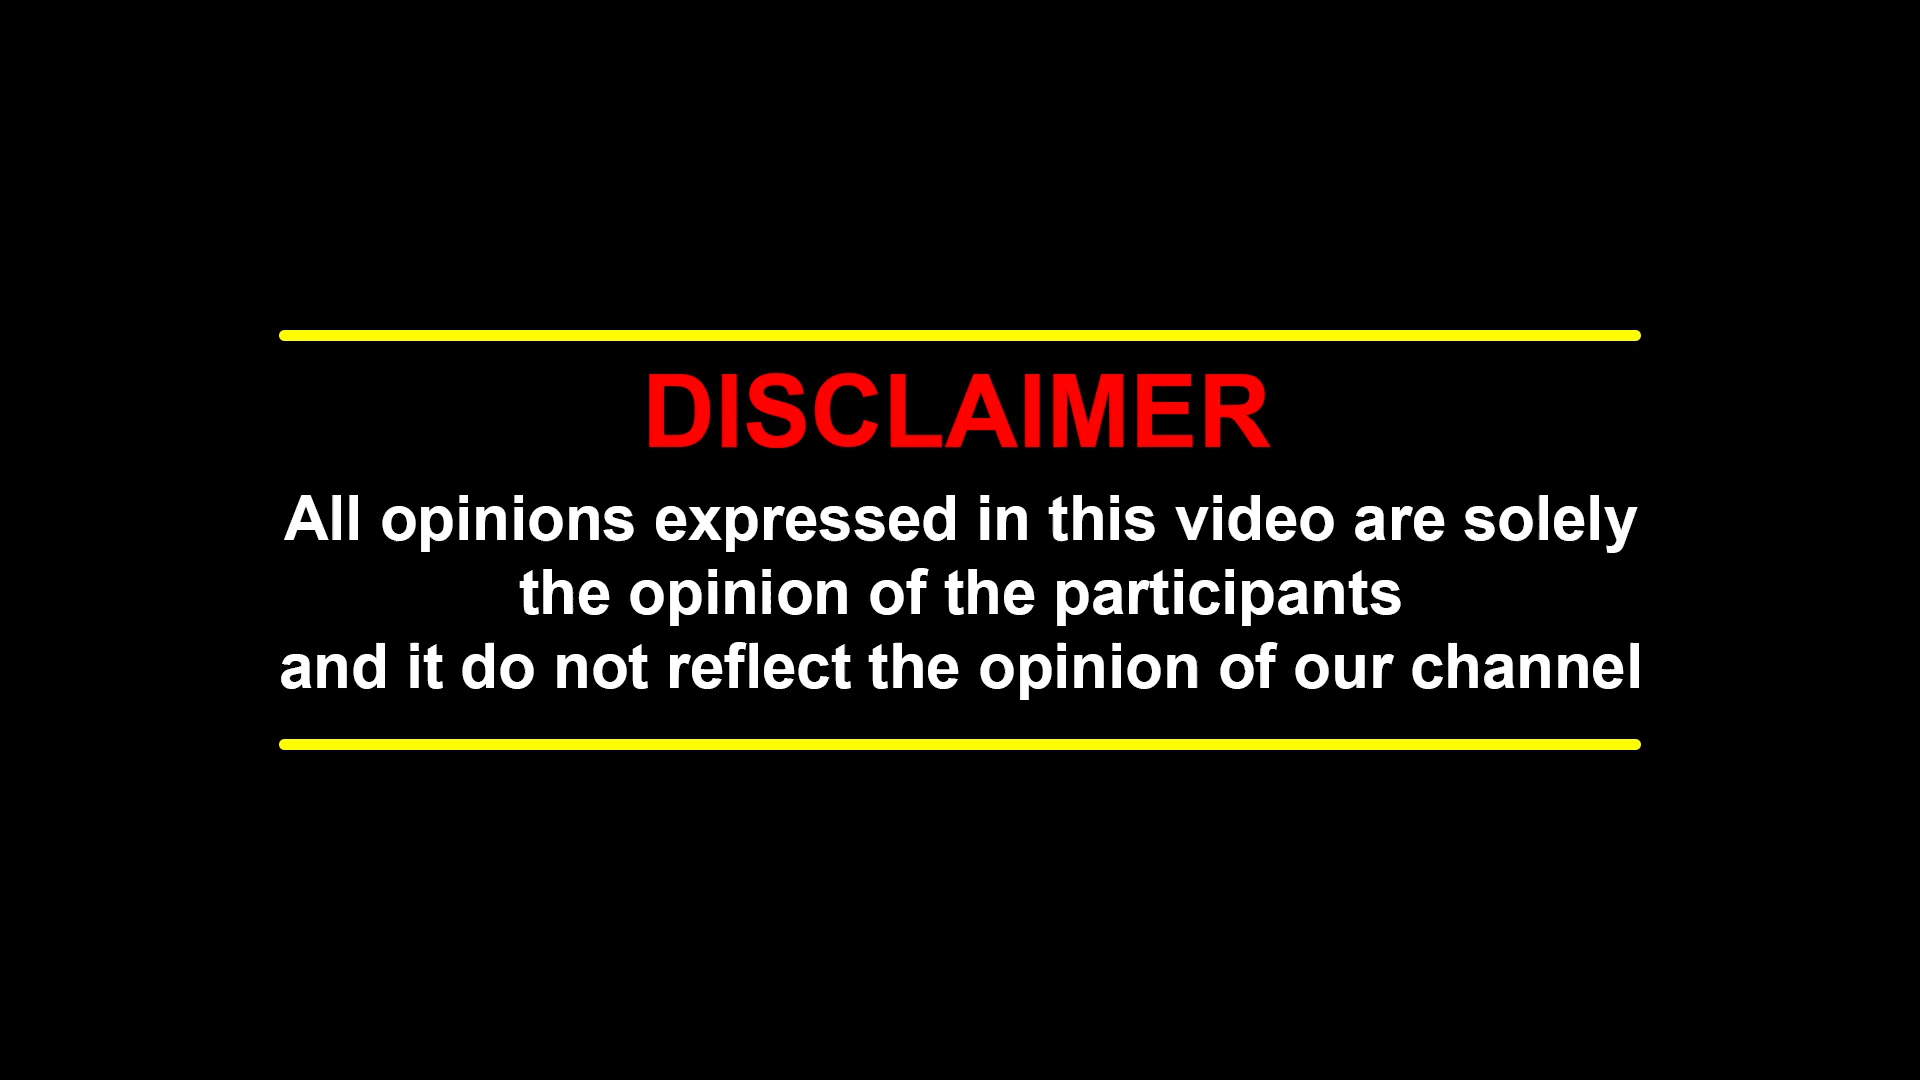 DISCLAIMER
All opinions expressed in this video are solely
the opinion of the participants
and it do not reflect the opinion of our channel